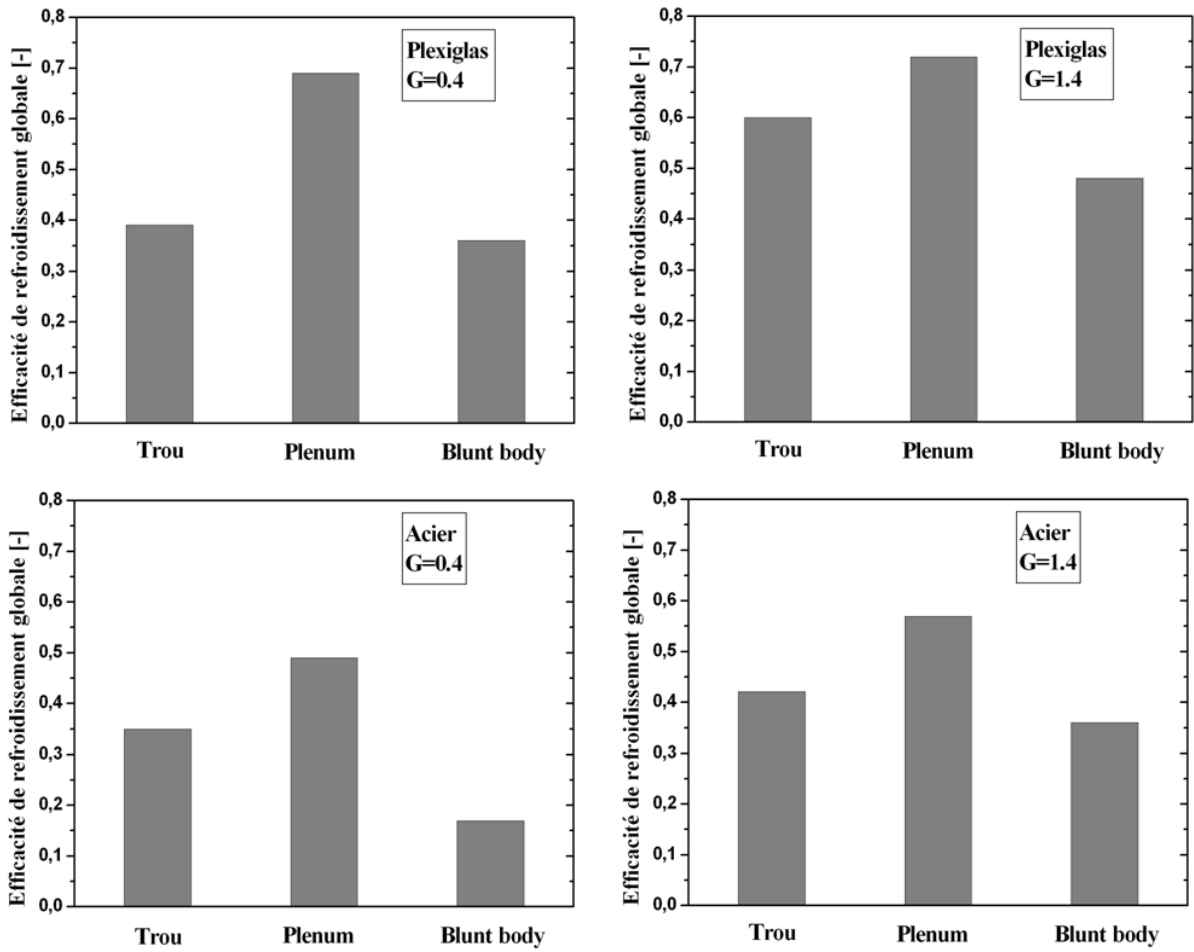 Efficacité de refroidissement globale [-]
0,8
0,7
0,6
0,5
0,4
0,3
0,2
0,1
0,0
Plexiglas
G=0.4
Trou Plenum Blunt body
Efficacité de refroidissement globale [-]
0,8
0,7
0,6
0,5
0,4
0,3
0,2
0,1
0,0
Plexiglas
G=1.4
Trou Plenum Blunt body
Efficacité de refroidissement globale [-]
0,8
0,7
0,6
0,5
0,4
0,3
0,2
0,1
0,0
Acier
G=0.4
Trou Plenum Blunt body
Efficacité de refroidissement globale [-]
0,8
0,7
0,6
0,5
0,4
0,3
0,2
0,1
0,0
Acier
G=1.4
Trou Plenum Blunt body